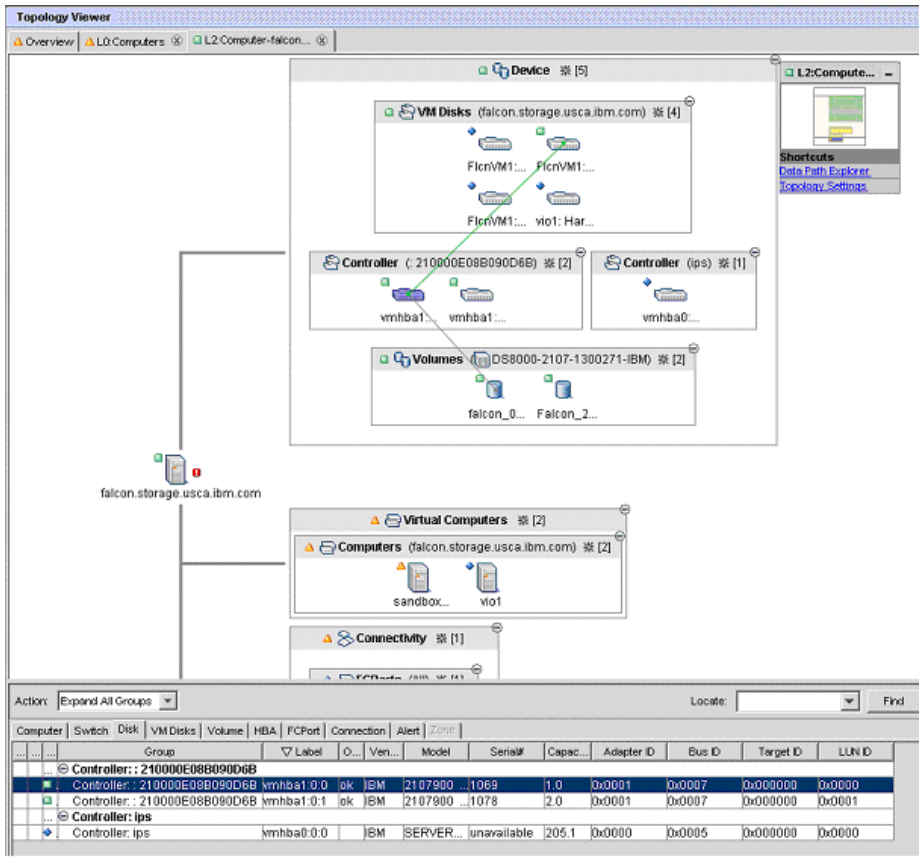 Topology Viewer
Overview L0:Computers L2:Computer-falcon...
Device [5]
L2:Compute...
VM Disks (falcon.storage.usca.ibm.com) [4]
FlcnVM1:... FlcnVM1:...
FlcnVM1:... vio1: Har...
Shortcuts
Data Path Explorer
Topology Settings
Controller (: 210000E08B090D6B) [2]
Controller (ips) [1]
vmhba1:... vmhba1:...
vmhba0:...
Volumes (DS8000-2107-1300271-IBM) [2]
falcon_0... Falcon_2...
falcon.storage.usca.ibm.com
Virtual Computers [2]
Computers (falcon.storage.usca.ibm.com) [2]
sandbox... vio1
Connectivity [1]
Action: Expand All Groups Locate: Find
Computer Switch Disk VM Disks Volume HBA FCPort Connection Alert Zone
... ... ... Group Label O... Ven... Model Serial# Capac... Adapter ID Bus ID Target ID LUN ID
... Controller: : 210000E08B090D6B
Controller: : 210000E08B090D6B vmhba1:0:0 ok IBM 2107900 ... 1069 1.0 0x0001 0x0007 0x000000 0x0000
Controller: : 210000E08B090D6B vmhba1:0:1 ok IBM 2107900 ... 1078 2.0 0x0001 0x0007 0x000000 0x0001
... Controller: ips
Controller: ips vmhba0:0:0 IBM SERVER... unavailable 205.1 0x0000 0x0005 0x000000 0x0000